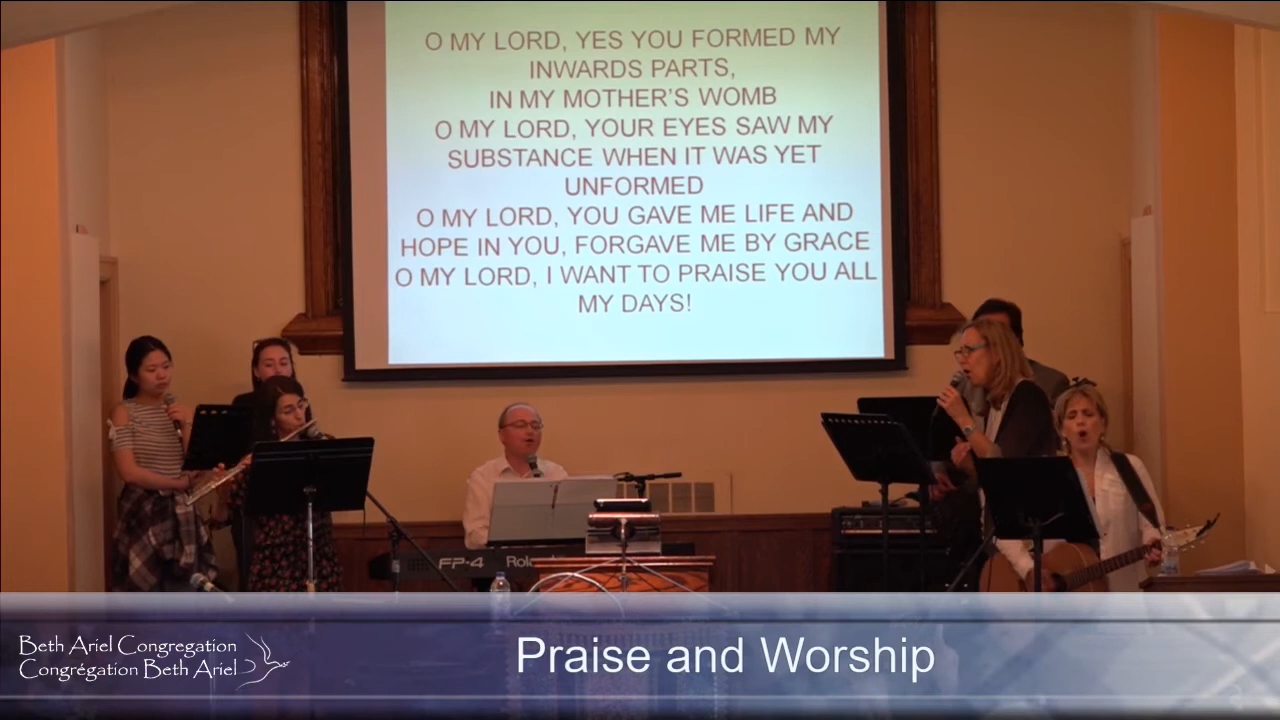 O MY LORD, YES YOU FORMED MY
INWARDS PARTS,
IN MY MOTHER'S WOMB
O MY LORD, YOUR EYES SAW MY
SUBSTANCE WHEN IT WAS YET
UNFORMED
O MY LORD, YOU GAVE ME LIFE AND
HOPE IN YOU, FORGAVE ME BY GRACE
O MY LORD, I WANT TO PRAISE YOU ALL
MY DAYS!
FP-4 Rola
Beth Ariel Congregation
Congrégation Beth Ariel
Praise and Worship